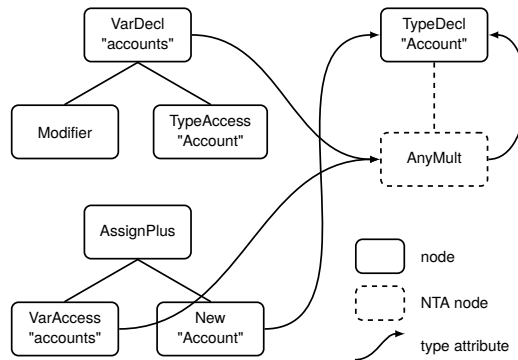 VarDecl
"accounts"
TypeDecl
"Account"
Modifier
TypeAccess
"Account"
AnyMult
AssignPlus
VarAccess
"accounts"
New
"Account"
node
NTA node
type attribute